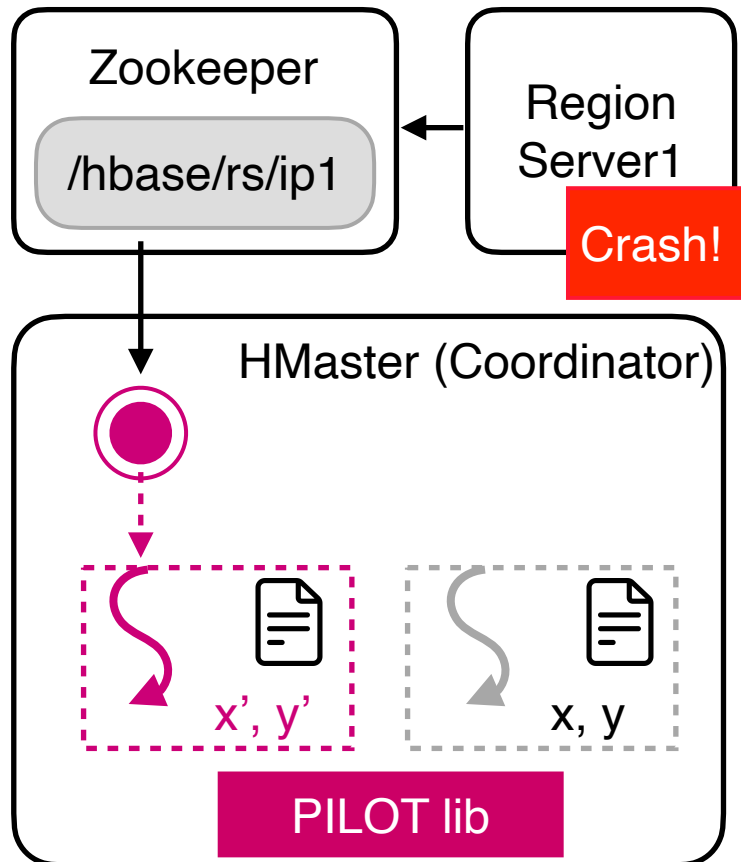 Zookeeper
/hbase/rs/ip1
Region
Server1
Crash!
HMaster (Coordinator)
x’, y’
x, y
PILOT lib